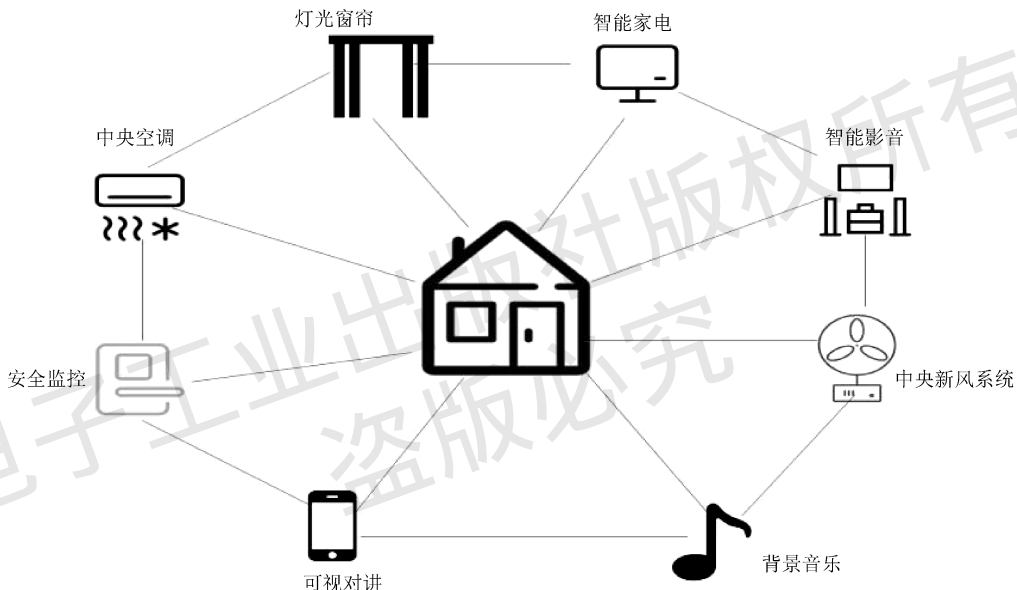 灯光窗帘
智能家电
中央空调
智能影音
安全监控
中央新风系统
可视对讲
背景音乐
电子工业出版社版权所有
盗版必究